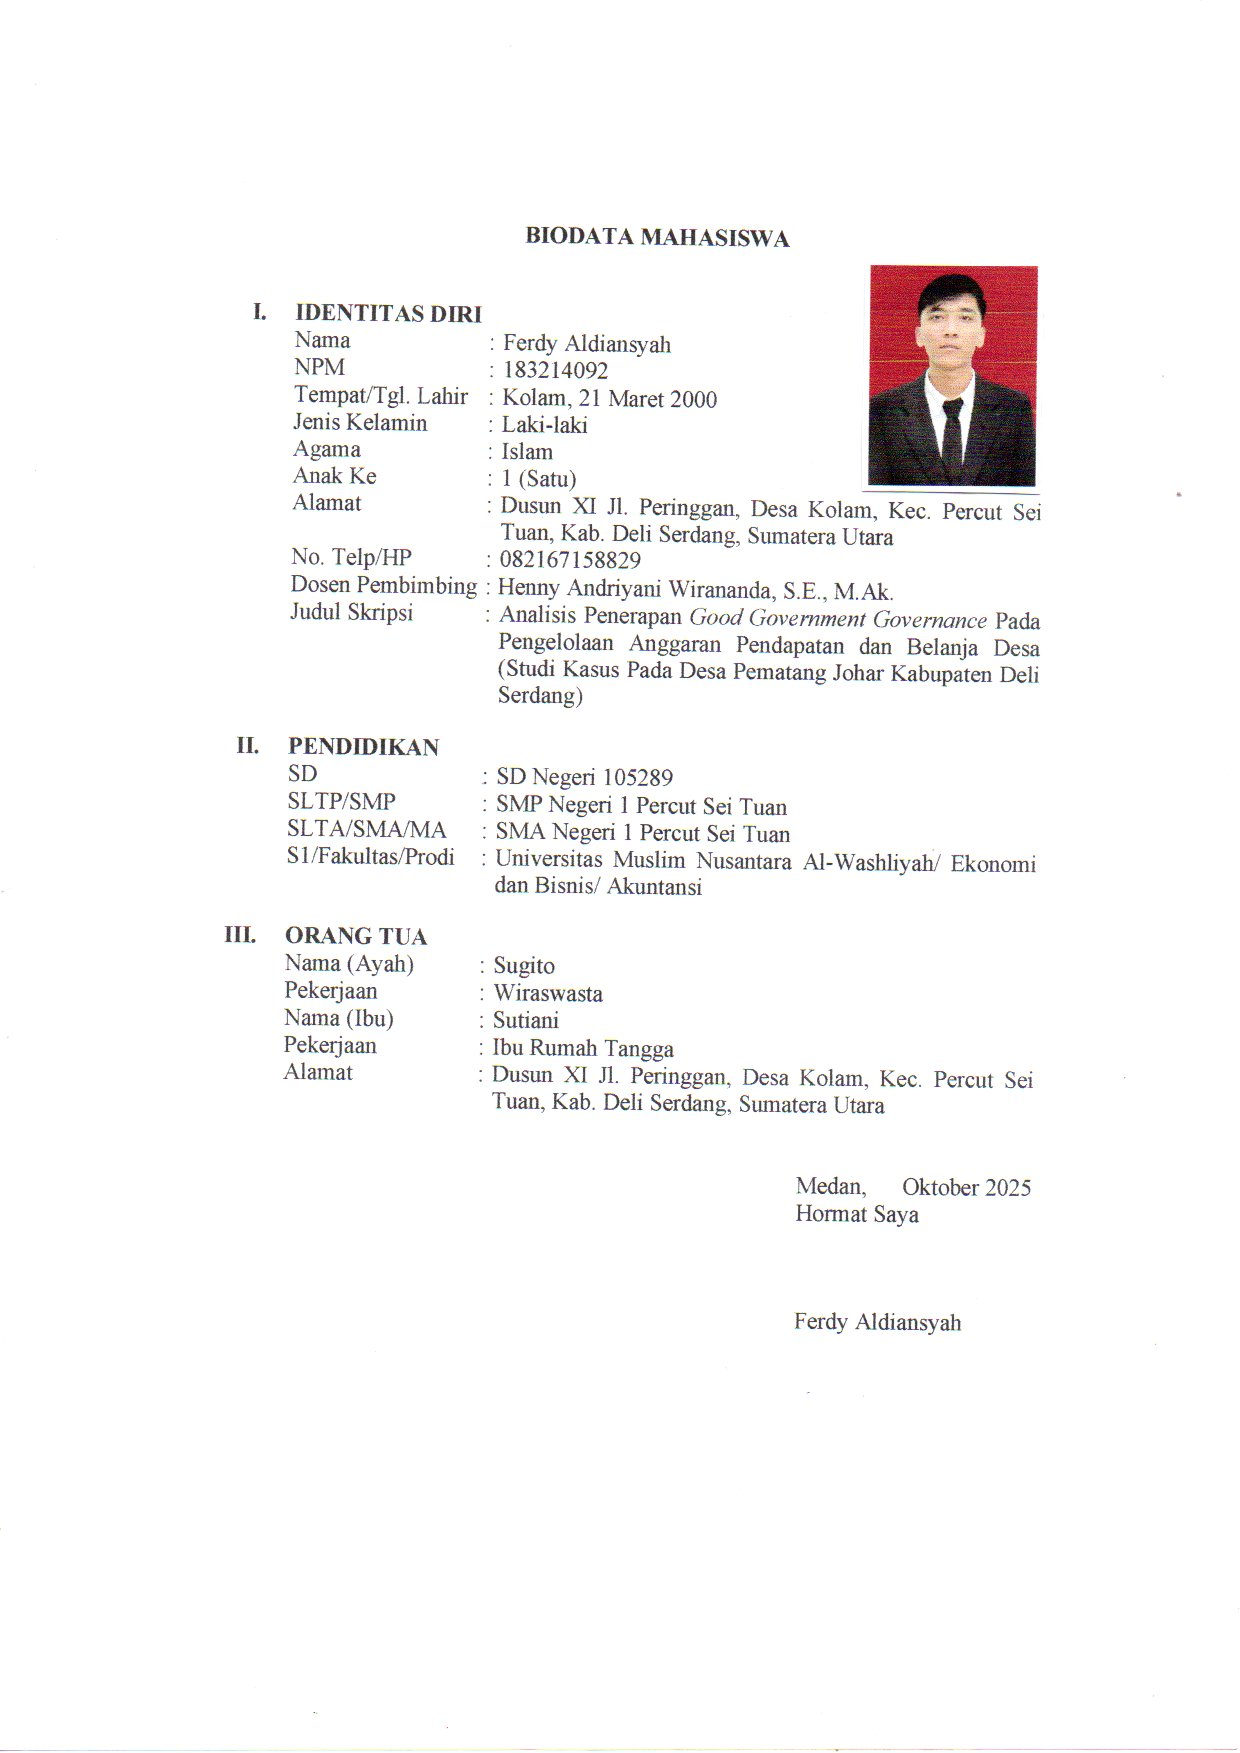 BIODATA MAHASISWA
I. IDENTITAS DIRI
Nama : Ferdy Aldiansyah
NPM : 183214092
Tempat/Tgl. Lahir : Kolam, 21 Maret 2000
Jenis Kelamin : Laki-laki
Agama : Islam
Anak Ke : 1 (Satu)
Alamat : Dusun XI Jl. Peringgan, Desa Kolam, Kec. Percut Sei
Tuan, Kab. Deli Serdang, Sumatera Utara
No. Telp/HP : 082167158829
Dosen Pembimbing : Henny Andriyani Wirananda, S.E., M.Ak.
Judul Skripsi : Analisis Penerapan Good Government Governance Pada
Pengelolaan Anggaran Pendapatan dan Belanja Desa
(Studi Kasus Pada Desa Pematang Johar Kabupaten Deli
Serdang)
II. PENDIDIKAN
SD : SD Negeri 105289
SLTP/SMP : SMP Negeri 1 Percut Sei Tuan
SLTA/SMA/MA : SMA Negeri 1 Percut Sei Tuan
S1/Fakultas/Prodi : Universitas Muslim Nusantara Al-Washliyah/ Ekonomi
dan Bisnis/ Akuntansi
III. ORANG TUA
Nama (Ayah) : Sugito
Pekerjaan : Wiraswasta
Nama (Ibu) : Sutiani
Pekerjaan : Ibu Rumah Tangga
Alamat : Dusun XI Jl. Peringgan, Desa Kolam, Kec. Percut Sei
Tuan, Kab. Deli Serdang, Sumatera Utara
Medan, Oktober 2025
Hormat Saya
Ferdy Aldiansyah